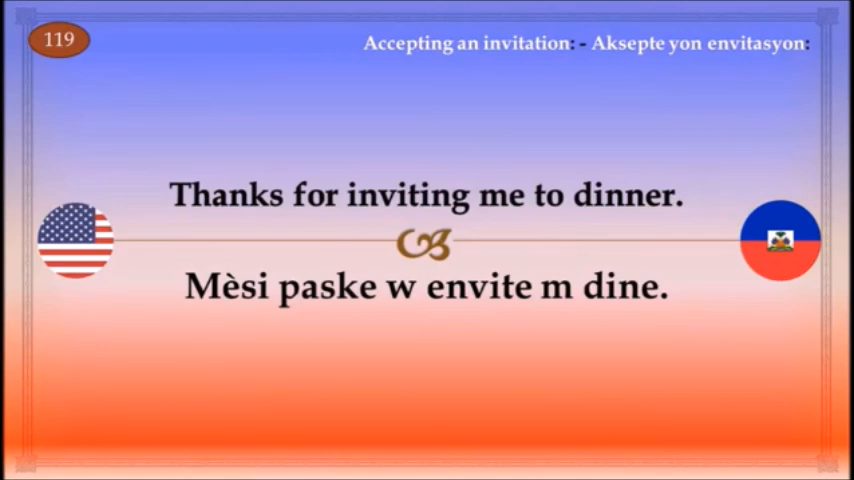 119
Accepting an invitation: - Aksepte yon envitasyon:
Thanks for inviting me to dinner.
Mèsi paske w envite m dine.